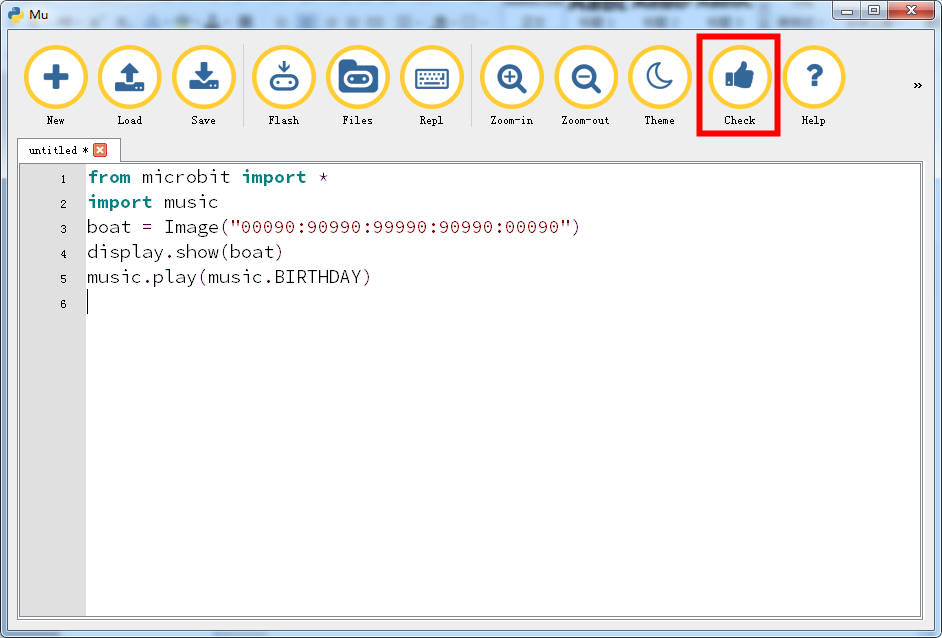 Mu
New Load Save Flash Files Repl Zoom-in Zoom-out Theme Check Help »
untitled *
1 from microbit import *
2 import music
3 boat = Image("00090:90990:99990:90990:00090")
4 display.show(boat)
5 music.play(music.BIRTHDAY)
6